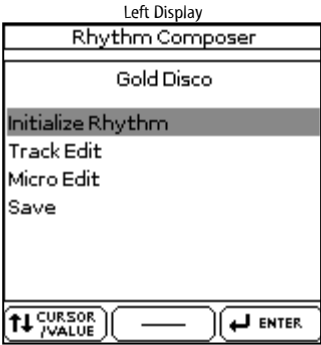 Left Display
Rhythm Composer
Gold Disco
Initialize Rhythm
Track Edit
Micro Edit
Save
CURSOR
/VALUE
ENTER